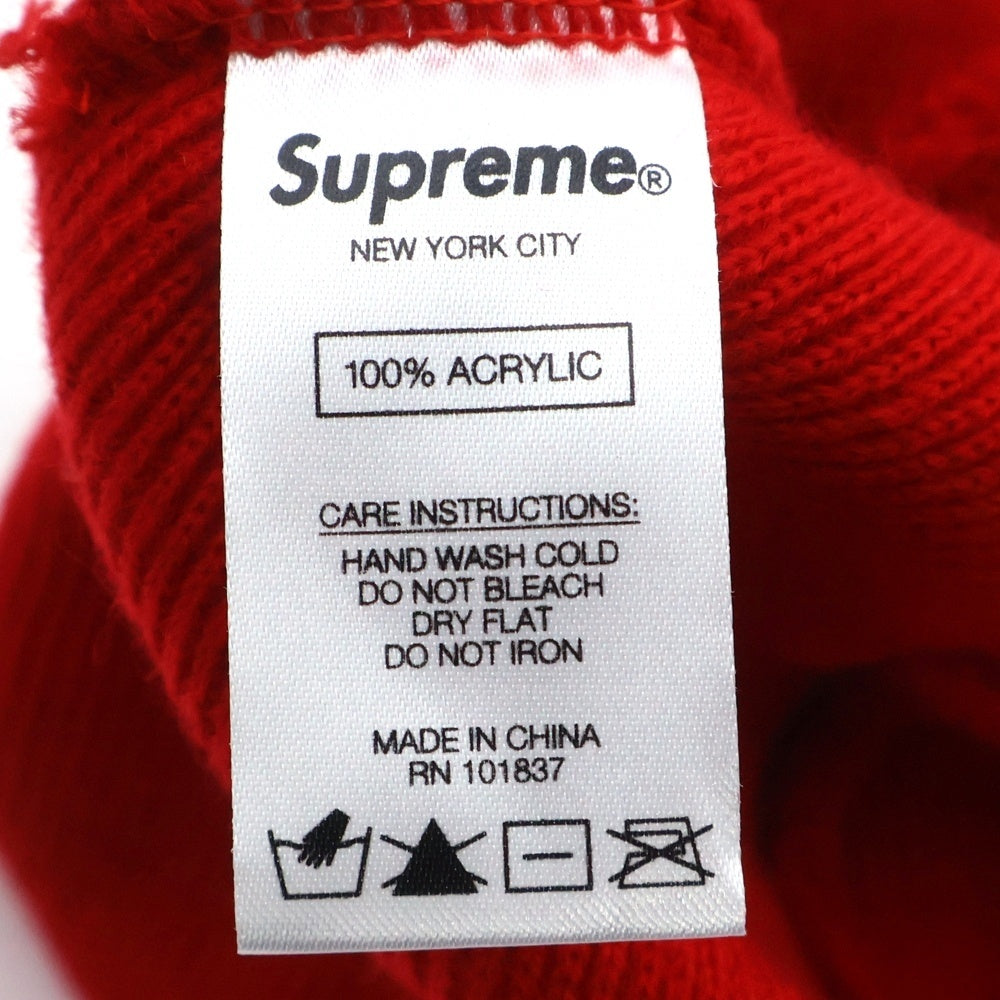 Supreme®
NEW YORK CITY
100% ACRYLIC
CARE INSTRUCTIONS:
HAND WASH COLD
DO NOT BLEACH
DRY FLAT
DO NOT IRON
MADE IN CHINA
RN 101837